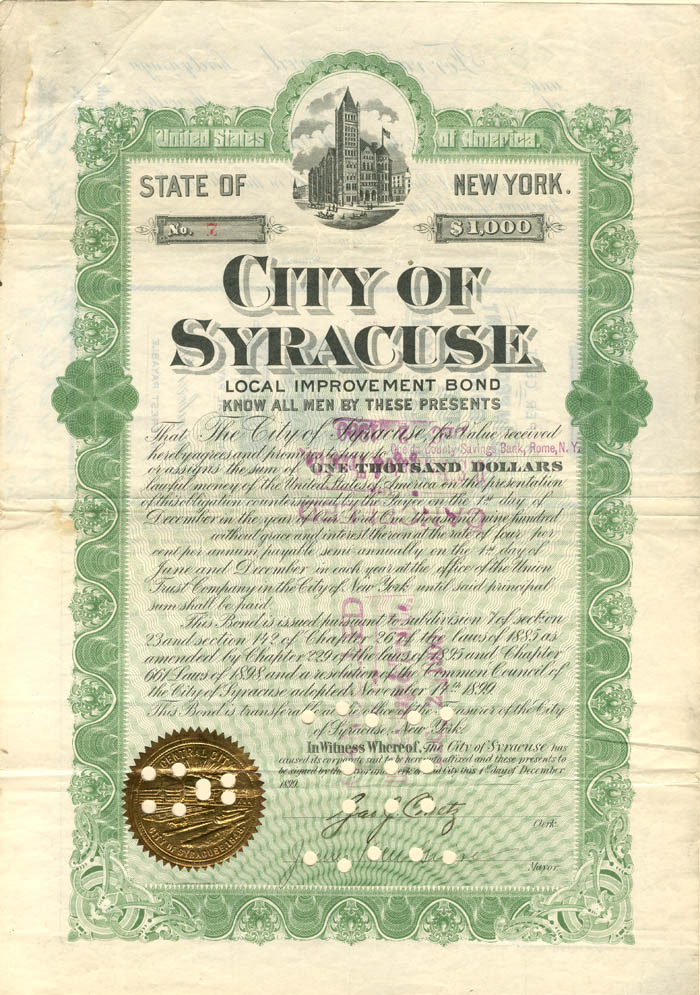 United States of America.
STATE OF NEW YORK.
No. 7 $1,000
CITY OF
SYRACUSE
LOCAL IMPROVEMENT BOND
KNOW ALL MEN BY THESE PRESENTS
That The City of Syracuse, for value received
hereby agrees and promises to pay to County Savings Bank, Rome, N.Y.
or assigns the sum of ONE THOUSAND DOLLARS
lawful money of the United States of America on the presentation
of this obligation countersigned by the on the 1st day of
December in the year of our Lord One thousand nine hundred
without grace and interest thereon at the rate of four per
cent per annum payable semi-annually on the 1st day of
June and December in each year at the office of the Union
Trust Company in the City of New York until said principal
sum shall be paid.
This Bond is issued pursuant to subdivision 7 of section
23 and section 142 of Chapter 26 of the laws of 1885 as
amended by Chapter 229 of the laws of 1895 and Chapter
661 Laws of 1898 and a resolution of the Common Council of
the City of Syracuse adopted November 14th 1899
This Bond is transferable at the office of the Treasurer of the City
of Syracuse, New York.
In Witness Whereof, The City of Syracuse has
caused its corporate seal to be hereunto affixed and these presents to
be signed by the Mayor and Clerk of said City this 1st day of December
1899.
Clerk.
Mayor.
CENTRAL CITY
CITY OF SYRACUSE